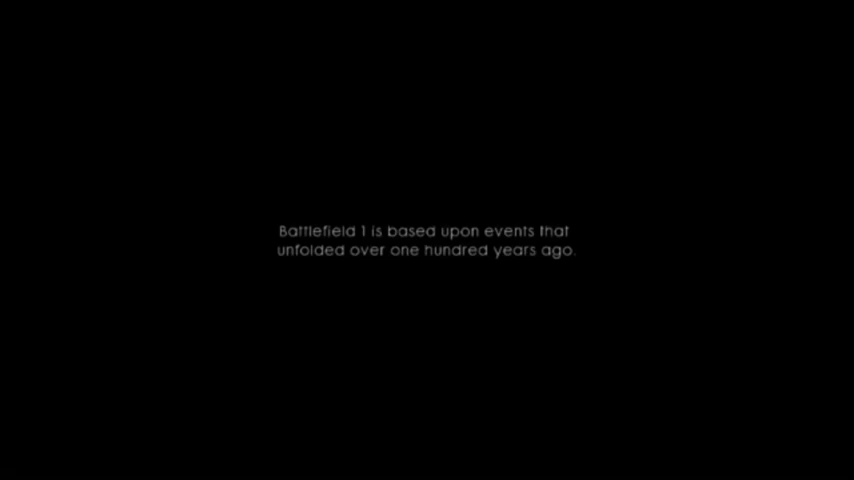 Battlefield 1 is based upon events that
unfolded over one hundred years ago.